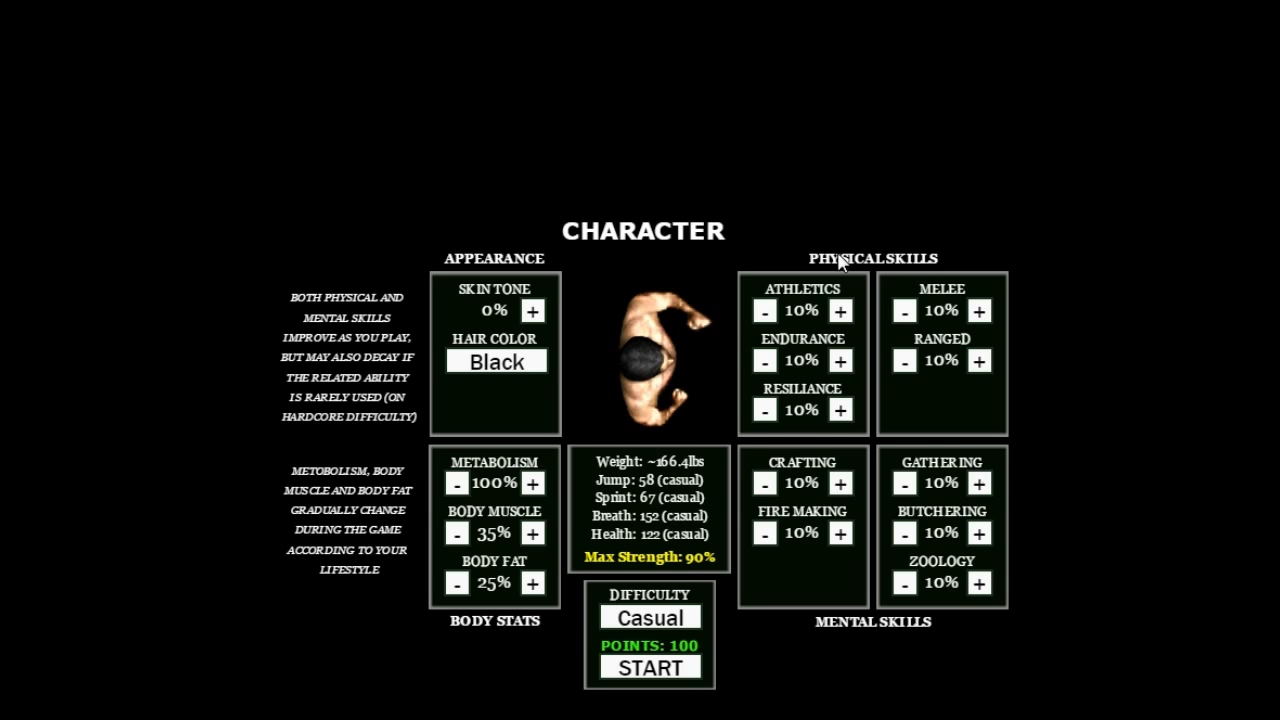 CHARACTER
APPEARANCE
PHYSICAL SKILLS
BOTH PHYSICAL AND
MENTAL SKILLS
IMPROVE AS YOU PLAY,
BUT MAY ALSO DECAY IF
THE RELATED ABILITY
IS RARELY USED (ON
HARDCORE DIFFICULTY)
SKIN TONE
0% +
HAIR COLOR
Black
ATHLETICS
- 10% +
ENDURANCE
- 10% +
RESILIANCE
- 10% +
MELEE
- 10% +
RANGED
- 10% +
METOBOLISM, BODY
MUSCLE AND BODY FAT
GRADUALLY CHANGE
DURING THE GAME
ACCORDING TO YOUR
LIFESTYLE
METABOLISM
- 100% +
BODY MUSCLE
- 35% +
BODY FAT
- 25% +
BODY STATS
Weight: ~166.4lbs
Jump: 58 (casual)
Sprint: 67 (casual)
Breath: 152 (casual)
Health: 122 (casual)
Max Strength: 90%
CRAFTING
- 10% +
FIRE MAKING
- 10% +
GATHERING
- 10% +
BUTCHERING
- 10% +
ZOOLOGY
- 10% +
MENTAL SKILLS
DIFFICULTY
Casual
POINTS: 100
START